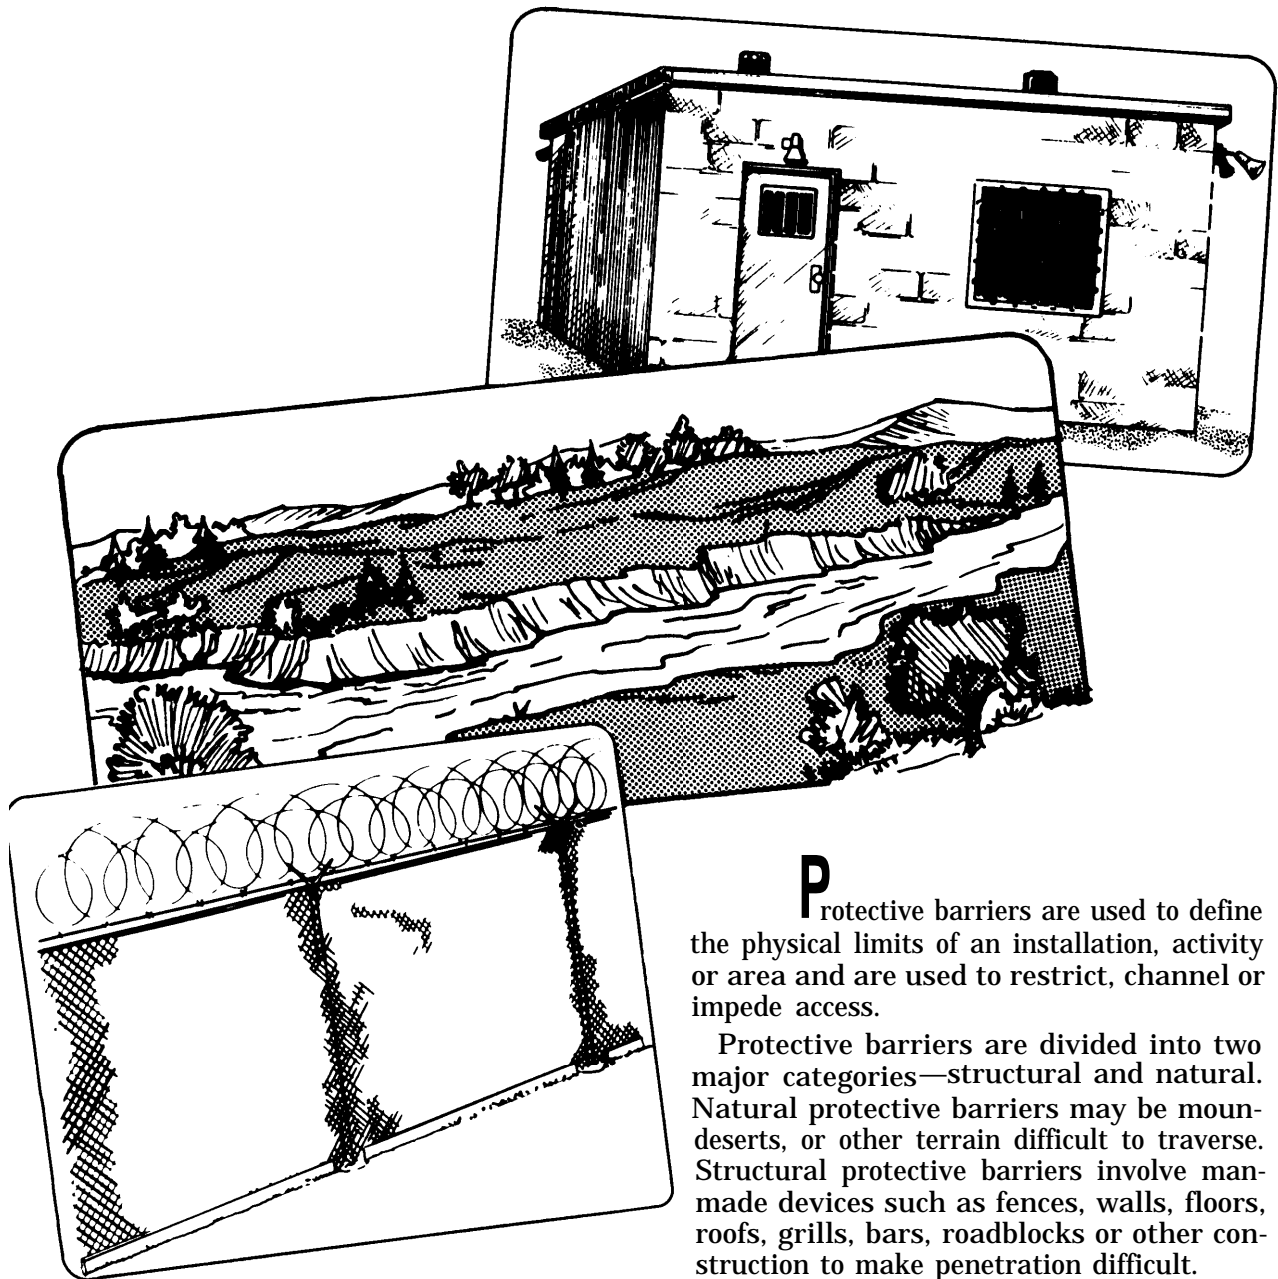 Protective barriers are used to define
the physical limits of an installation, activity
or area and are used to restrict, channel or
impede access.
Protective barriers are divided into two
major categories—structural and natural.
Natural protective barriers may be moun-
deserts, or other terrain difficult to traverse.
Structural protective barriers involve man-
made devices such as fences, walls, floors,
roofs, grills, bars, roadblocks or other con-
struction to make penetration difficult.